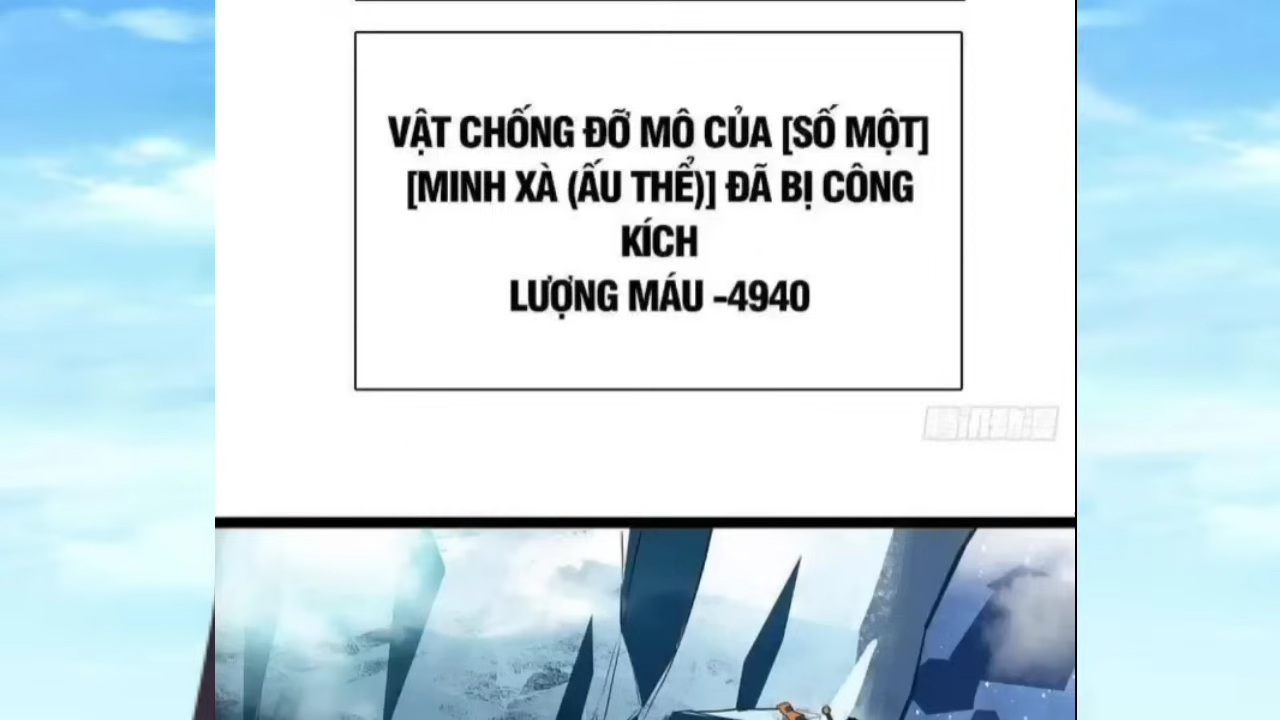 VẬT CHỐNG ĐỠ MÔ CỦA [SỐ MỘT]
[MINH XÀ (ẤU THỂ)] ĐÃ BỊ CÔNG
KÍCH
LƯỢNG MÁU -4940